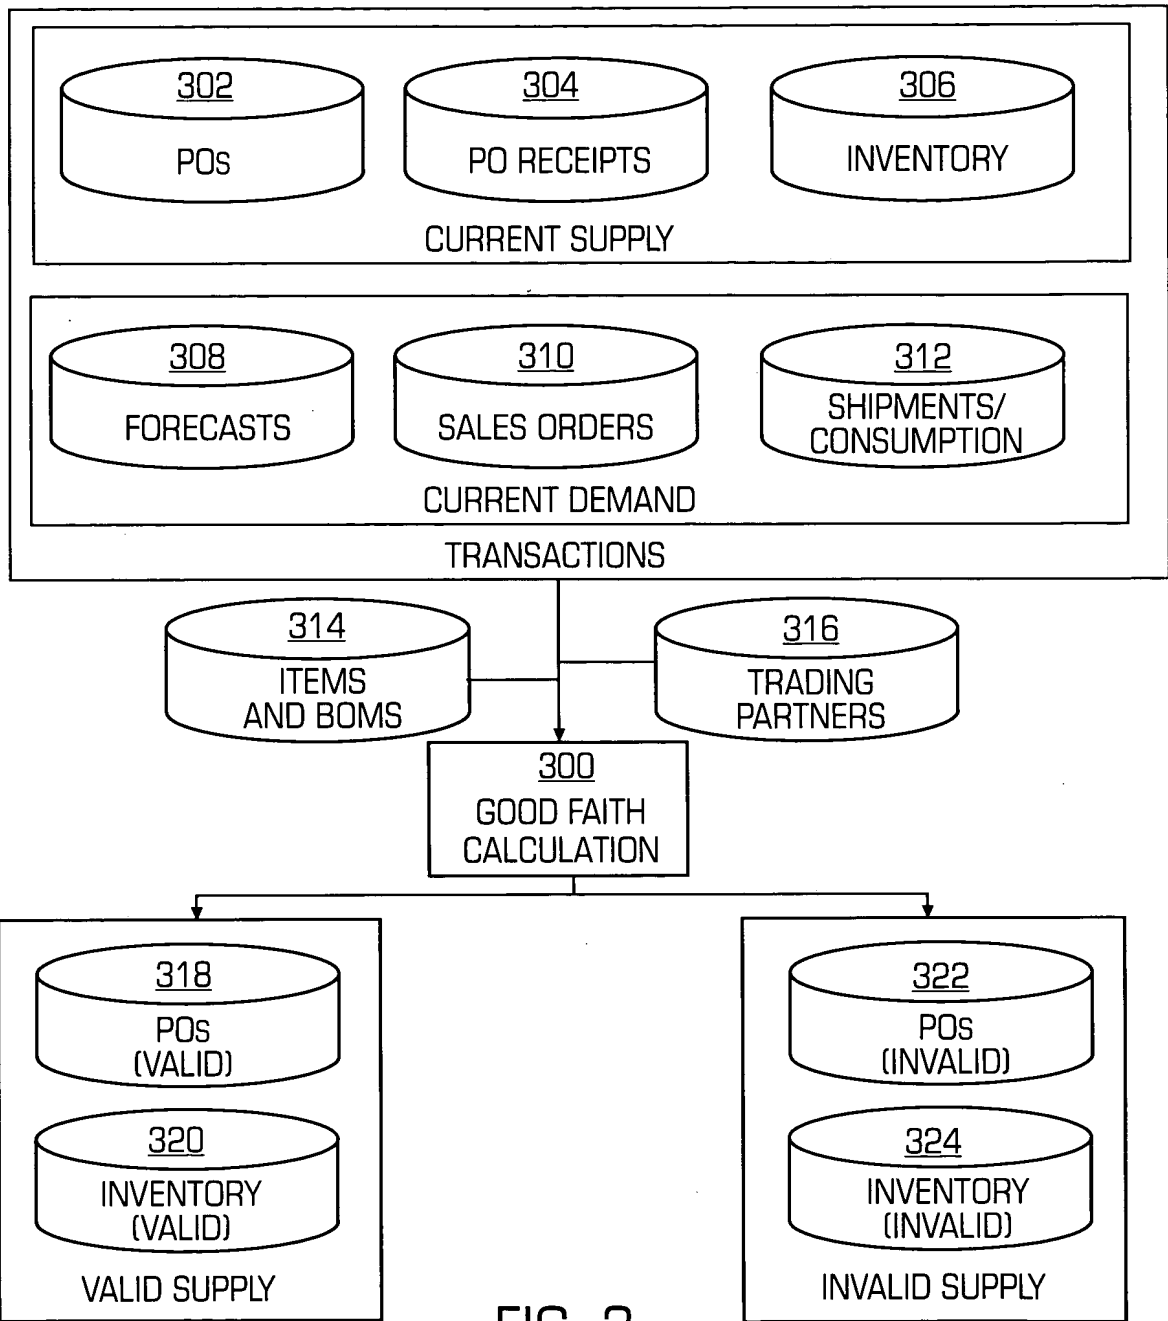 302
POs
304
PO RECEIPTS
306
INVENTORY
CURRENT SUPPLY
308
FORECASTS
310
SALES ORDERS
312
SHIPMENTS/
CONSUMPTION
CURRENT DEMAND
TRANSACTIONS
314
ITEMS
AND BOMS
316
TRADING
PARTNERS
300
GOOD FAITH
CALCULATION
318
POs
(VALID)
320
INVENTORY
(VALID)
VALID SUPPLY
322
POs
(INVALID)
324
INVENTORY
(INVALID)
INVALID SUPPLY